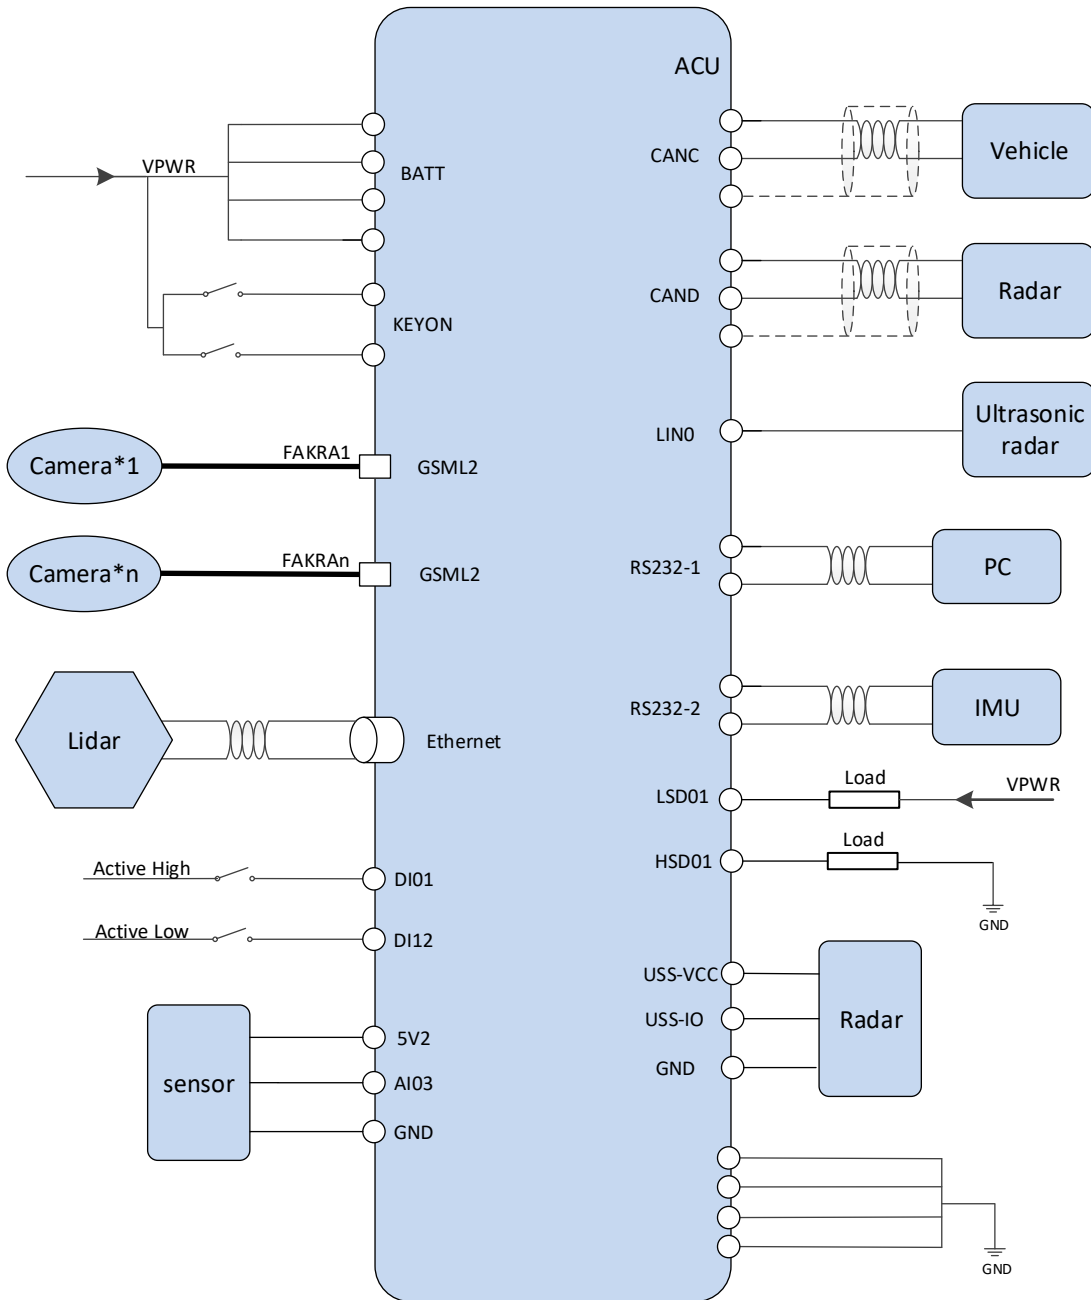 ACU
VPWR
BATT
KEYON
Camera*1
FAKRA1
GSML2
Camera*n
FAKRAn
GSML2
Lidar
Ethernet
Active High
DI01
Active Low
DI12
sensor
5V2
AI03
GND
CANC
Vehicle
CAND
Radar
LIN0
Ultrasonic
radar
RS232-1
PC
RS232-2
IMU
LSD01
Load
VPWR
HSD01
Load
GND
USS-VCC
USS-IO
GND
Radar
GND